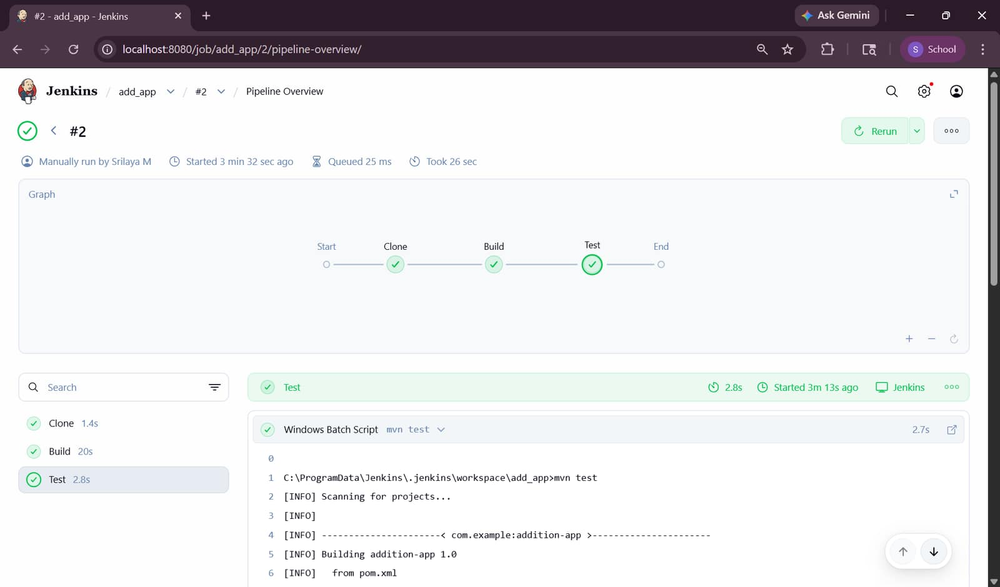 #2 - add_app - Jenkins
Ask Gemini
localhost:8080/job/add_app/2/pipeline-overview/
S School
Jenkins / add_app / #2 / Pipeline Overview
#2
Rerun
Manually run by Srilaya M Started 3 min 32 sec ago Queued 25 ms Took 26 sec
Graph
Start Clone Build Test End
Search
Clone 1.4s
Build 20s
Test 2.8s
Test 2.8s Started 3m 13s ago Jenkins
Windows Batch Script mvn test 2.7s
0
1 C:\ProgramData\Jenkins\.jenkins\workspace\add_app>mvn test
2 [INFO] Scanning for projects...
3 [INFO]
4 [INFO] ----------------------< com.example:addition-app >----------------------
5 [INFO] Building addition-app 1.0
6 [INFO]   from pom.xml